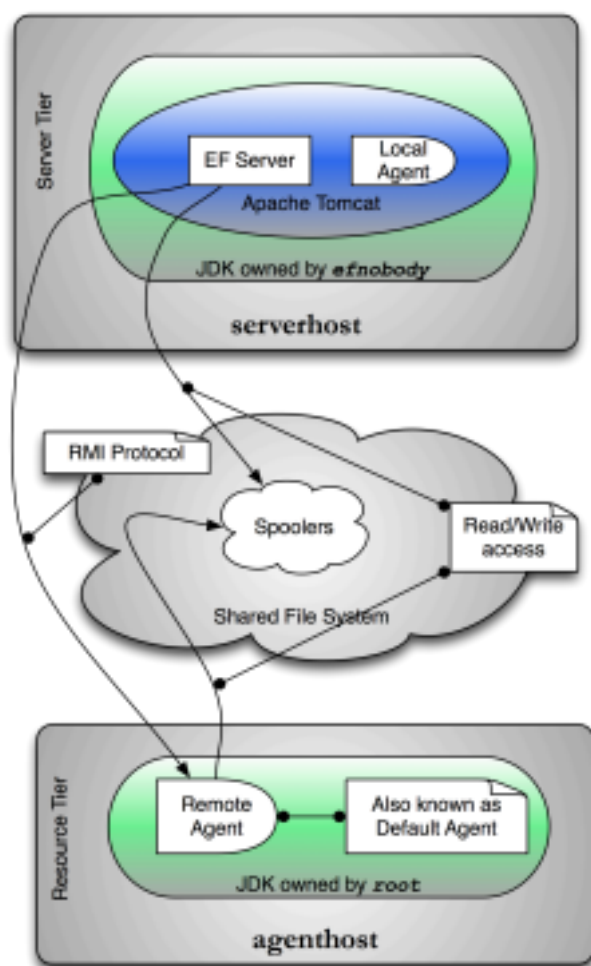 Server Tier
EF Server
Local
Agent
Apache Tomcat
JDK owned by efnobody
serverhost
RMI Protocol
Spoolers
Read/Write
access
Shared File System
Resource Tier
Remote
Agent
Also known as
Default Agent
JDK owned by root
agenthost